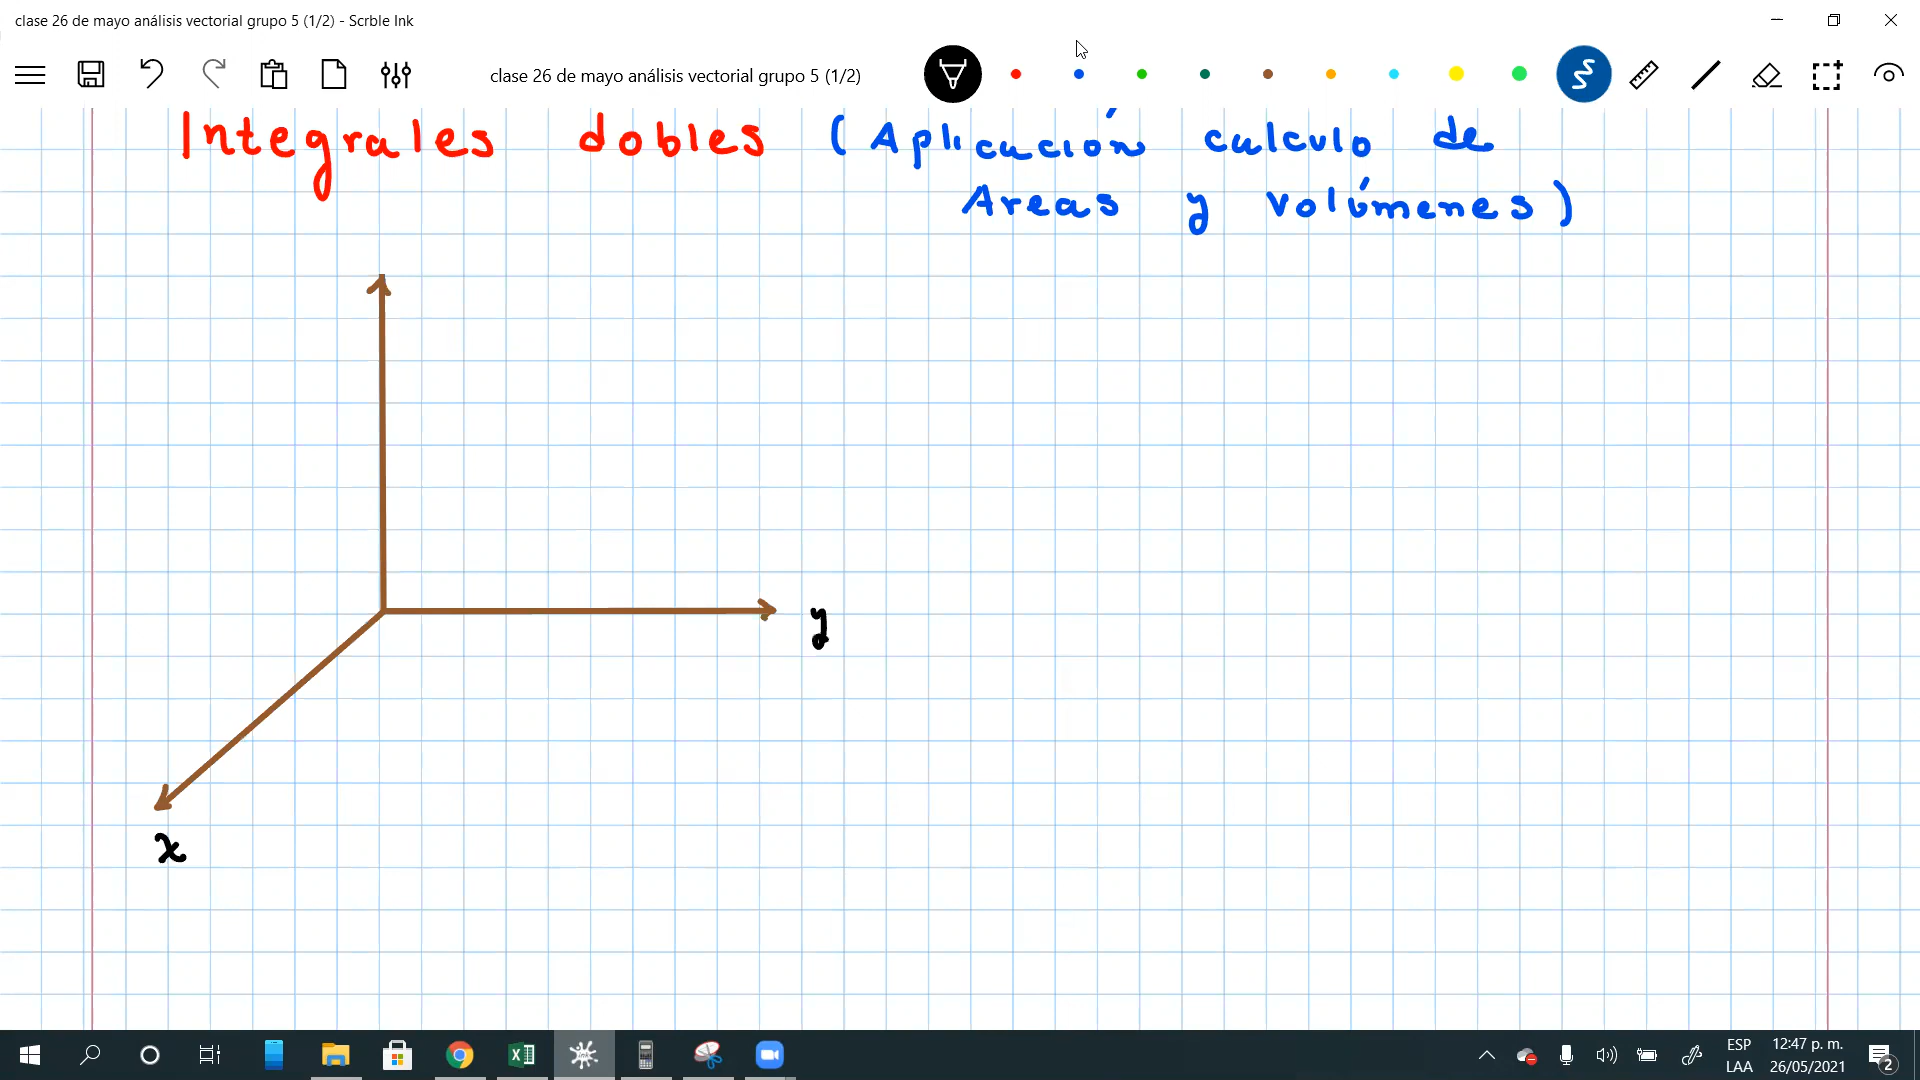 clase 26 de mayo análisis vectorial grupo 5 (1/2) - Scrble Ink
clase 26 de mayo análisis vectorial grupo 5 (1/2)
Integrales dobles (Aplicación calculo de
Areas y volúmenes)
y
x
ESP
LAA
12:47 p. m.
26/05/2021
2